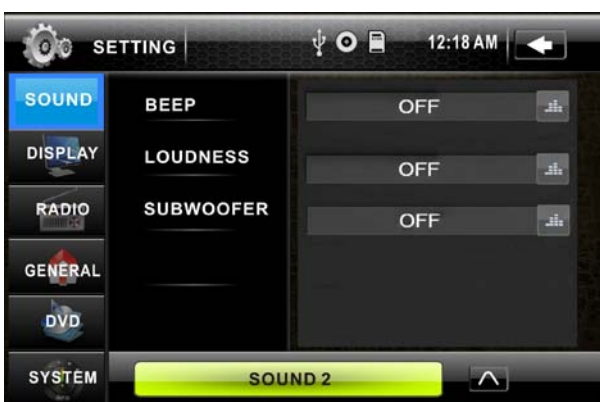 SETTING 12:18 AM
SOUND
DISPLAY
RADIO
GENERAL
DVD
SYSTEM
BEEP OFF
LOUDNESS OFF
SUBWOOFER OFF
SOUND 2